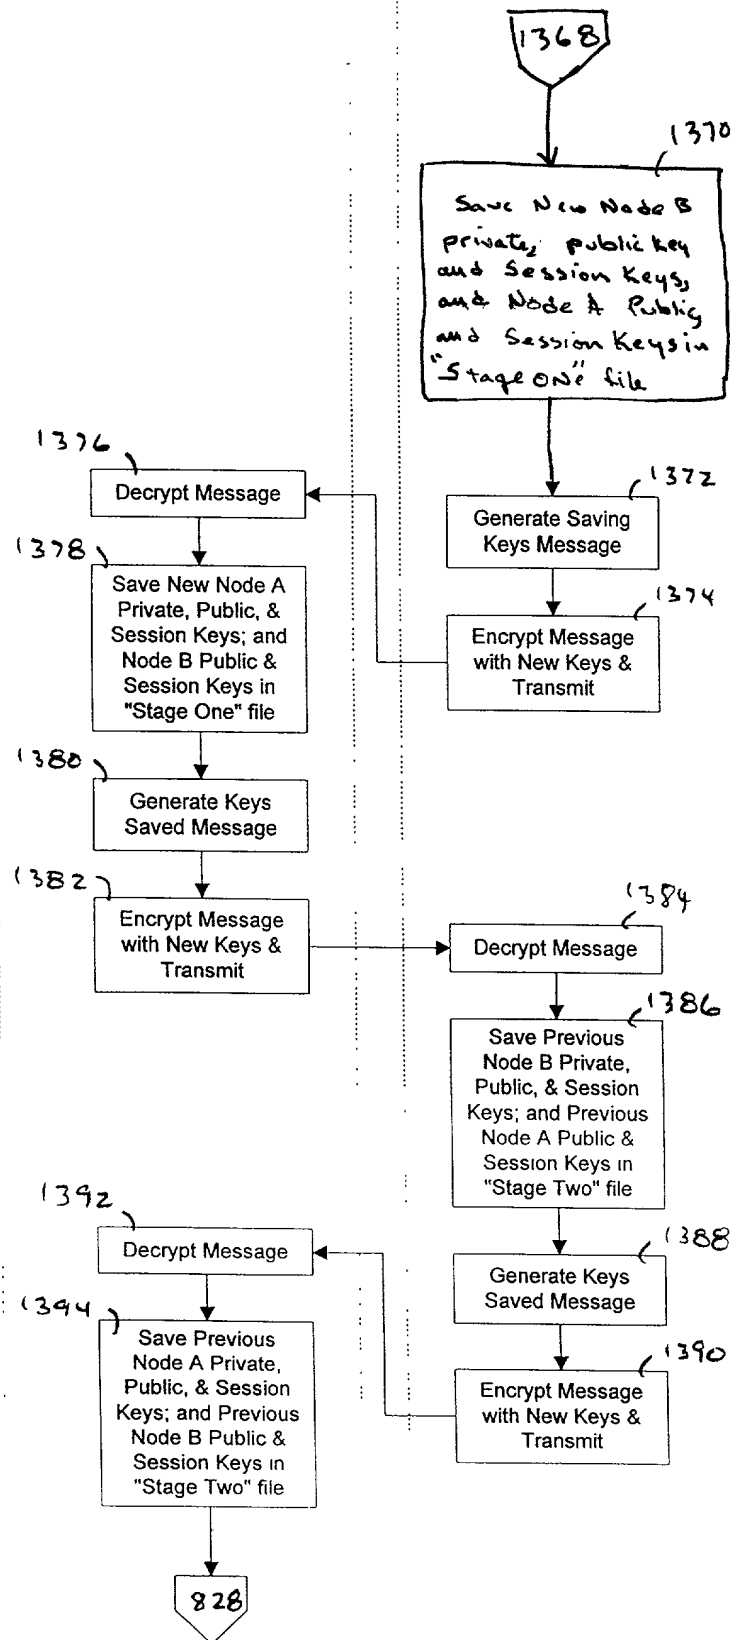 1368
1370
Save New Node B
private, public key
and Session Keys,
and Node A Public,
and Session Keys in
"Stage ONE" file
1372
Generate Saving
Keys Message
1374
Encrypt Message
with New Keys &
Transmit
1376
Decrypt Message
1378
Save New Node A
Private, Public, &
Session Keys; and
Node B Public &
Session Keys in
"Stage One" file
1380
Generate Keys
Saved Message
1382
Encrypt Message
with New Keys &
Transmit
1384
Decrypt Message
1386
Save Previous
Node B Private,
Public, & Session
Keys; and Previous
Node A Public &
Session Keys in
"Stage Two" file
1388
Generate Keys
Saved Message
1390
Encrypt Message
with New Keys &
Transmit
1392
Decrypt Message
1394
Save Previous
Node A Private,
Public, & Session
Keys; and Previous
Node B Public &
Session Keys in
"Stage Two" file
828